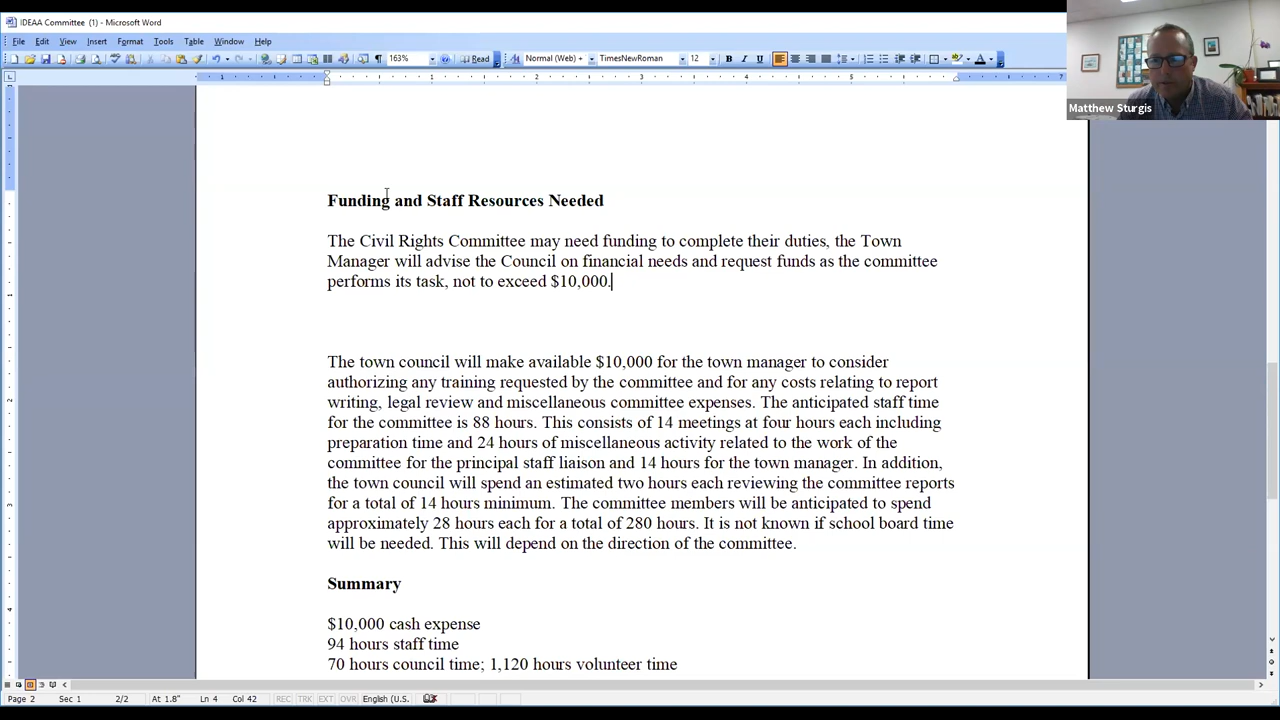 IDEAA Committee (1) - Microsoft Word
File Edit View Insert Format Tools Table Window Help
163% Read Normal (Web) + TimesNewRoman 12 B I U A
1 1 2 3 4 5 6 7
Matthew Sturgis
Funding and Staff Resources Needed
The Civil Rights Committee may need funding to complete their duties, the Town
Manager will advise the Council on financial needs and request funds as the committee
performs its task, not to exceed $10,000.
The town council will make available $10,000 for the town manager to consider
authorizing any training requested by the committee and for any costs relating to report
writing, legal review and miscellaneous committee expenses. The anticipated staff time
for the committee is 88 hours. This consists of 14 meetings at four hours each including
preparation time and 24 hours of miscellaneous activity related to the work of the
committee for the principal staff liaison and 14 hours for the town manager. In addition,
the town council will spend an estimated two hours each reviewing the committee reports
for a total of 14 hours minimum. The committee members will be anticipated to spend
approximately 28 hours each for a total of 280 hours. It is not known if school board time
will be needed. This will depend on the direction of the committee.
Summary
$10,000 cash expense
94 hours staff time
70 hours council time; 1,120 hours volunteer time
Page 2 Sec 1 2/2 At 1.8" Ln 4 Col 42 REC TRK EXT OVR English (U.S.